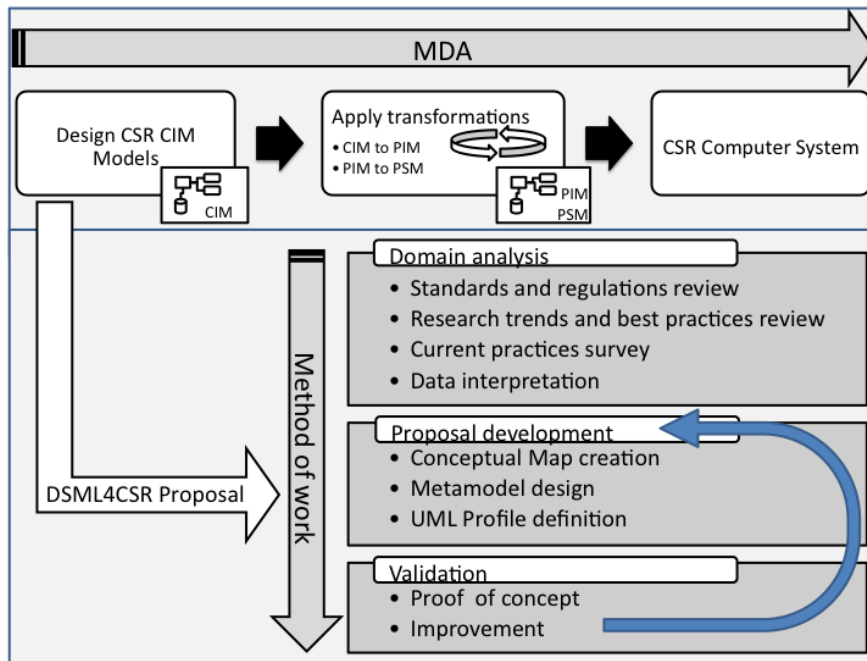 MDA
Design CSR CIM
Models
CIM
Apply transformations
• CIM to PIM
• PIM to PSM
PIM
PSM
CSR Computer System
DSML4CSR Proposal
Method of work
Domain analysis
• Standards and regulations review
• Research trends and best practices review
• Current practices survey
• Data interpretation
Proposal development
• Conceptual Map creation
• Metamodel design
• UML Profile definition
Validation
• Proof of concept
• Improvement